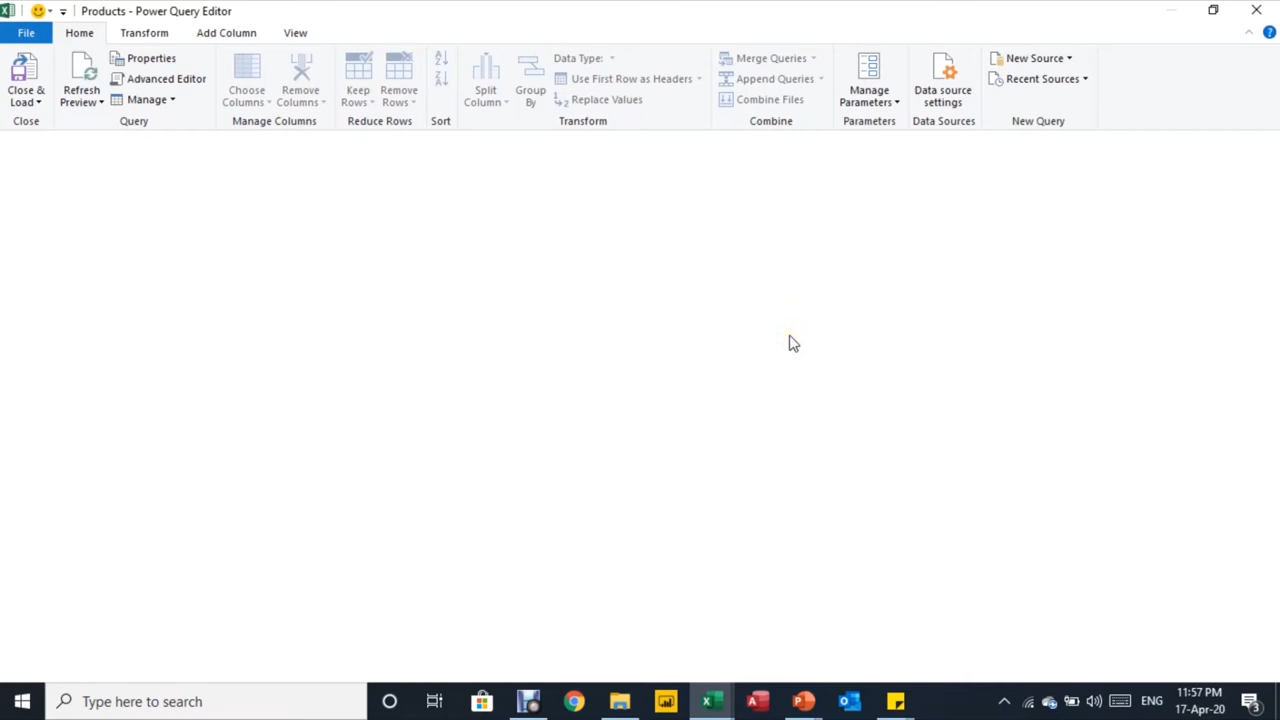 Products - Power Query Editor
File Home Transform Add Column View
Close & Load
Close
Refresh Preview
Properties
Advanced Editor
Manage
Query
Choose Columns
Remove Columns
Manage Columns
Keep Rows
Remove Rows
Reduce Rows
Sort
Split Column
Group By
Data Type:
Use First Row as Headers
Replace Values
Transform
Merge Queries
Append Queries
Combine Files
Combine
Manage Parameters
Parameters
Data source settings
Data Sources
New Source
Recent Sources
New Query
Type here to search
ENG
11:57 PM
17-Apr-20
3